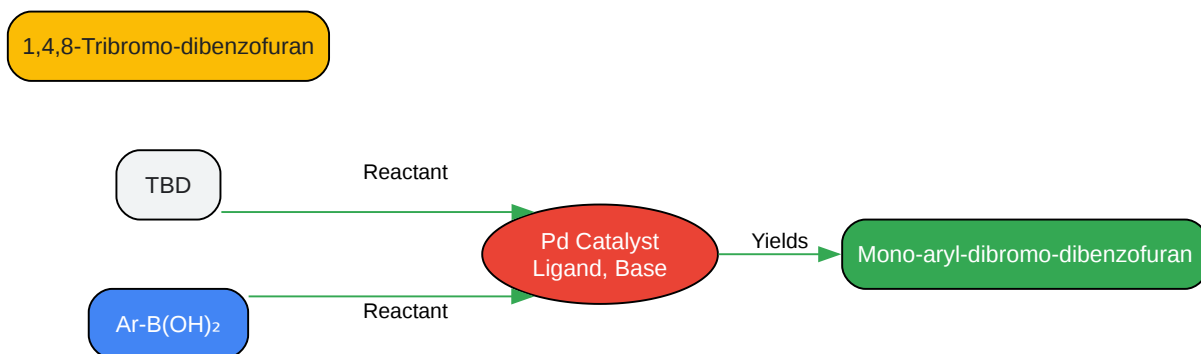 1,4,8-Tribromo-dibenzofuran
TBD
Reactant
Pd Catalyst
Ligand, Base
Yields
Mono-aryl-dibromo-dibenzofuran
Ar-B(OH)₂
Reactant